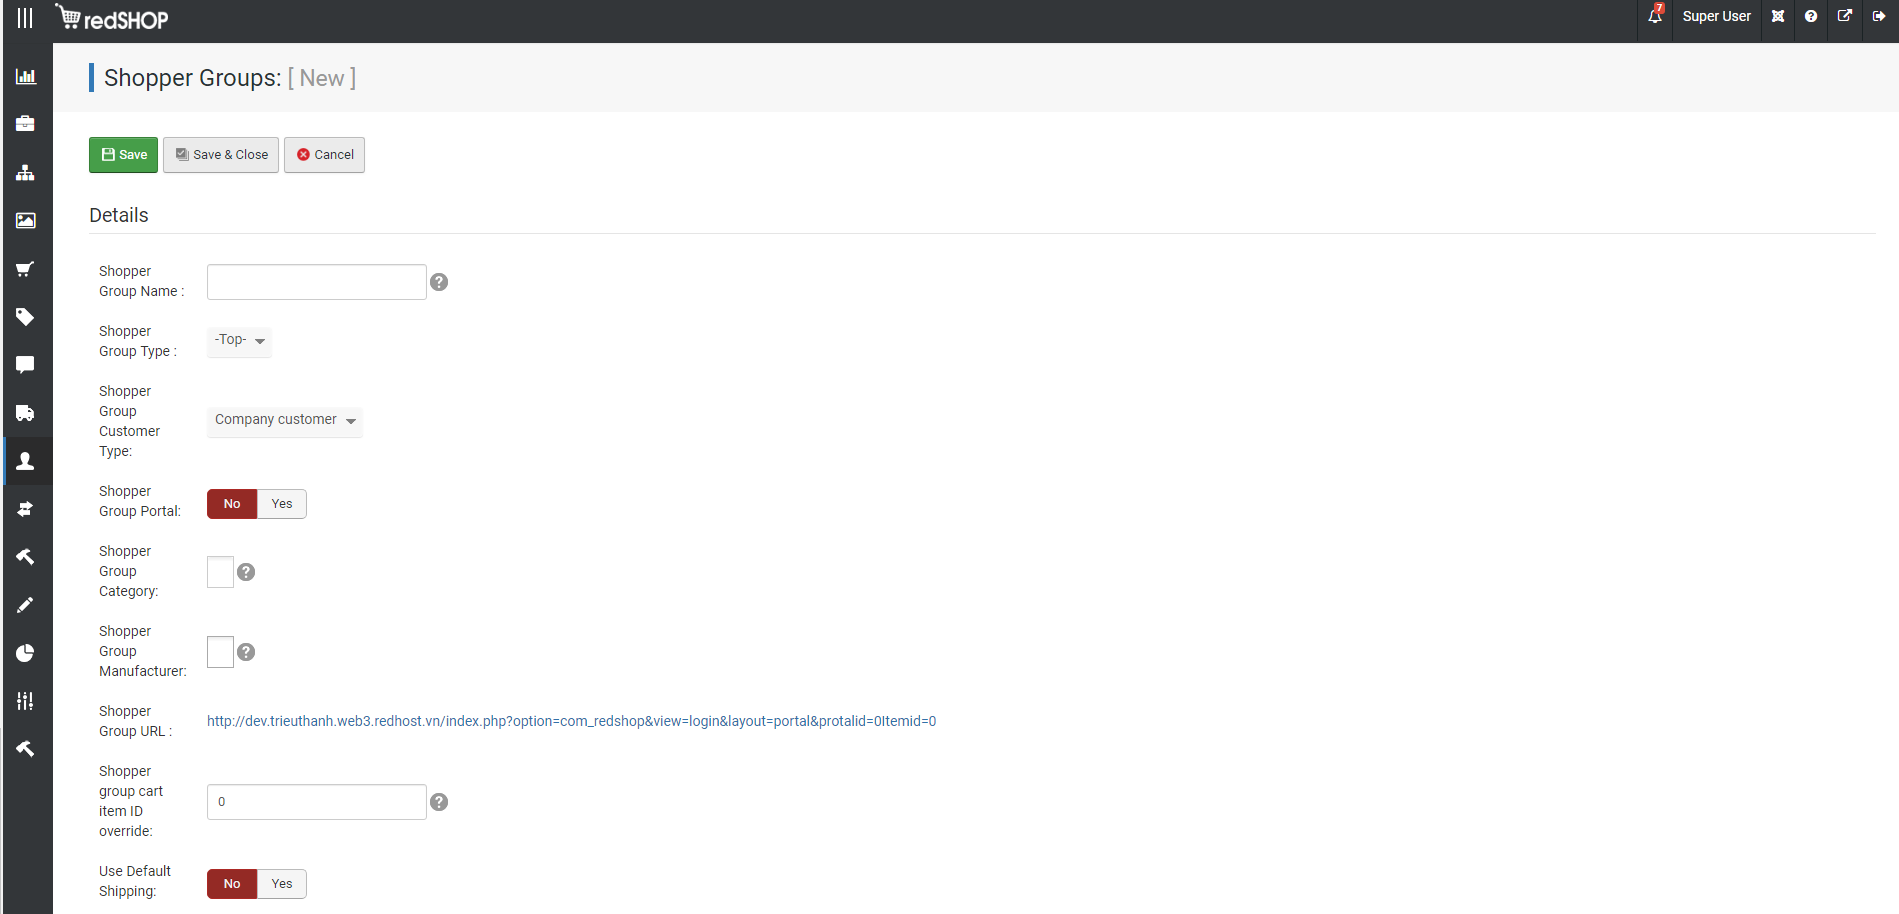 redSHOP
7
Super User
Shopper Groups: [ New ]
Save
Save & Close
Cancel
Details
Shopper
Group Name :
Shopper
Group Type :
-Top-
Shopper
Group
Customer
Type:
Company customer
Shopper
Group Portal:
No
Yes
Shopper
Group
Category:
Shopper
Group
Manufacturer:
Shopper
Group URL :
http://dev.trieuthanh.web3.redhost.vn/index.php?option=com_redshop&view=login&layout=portal&protalid=0Itemid=0
Shopper
group cart
item ID
override:
0
Use Default
Shipping:
No
Yes